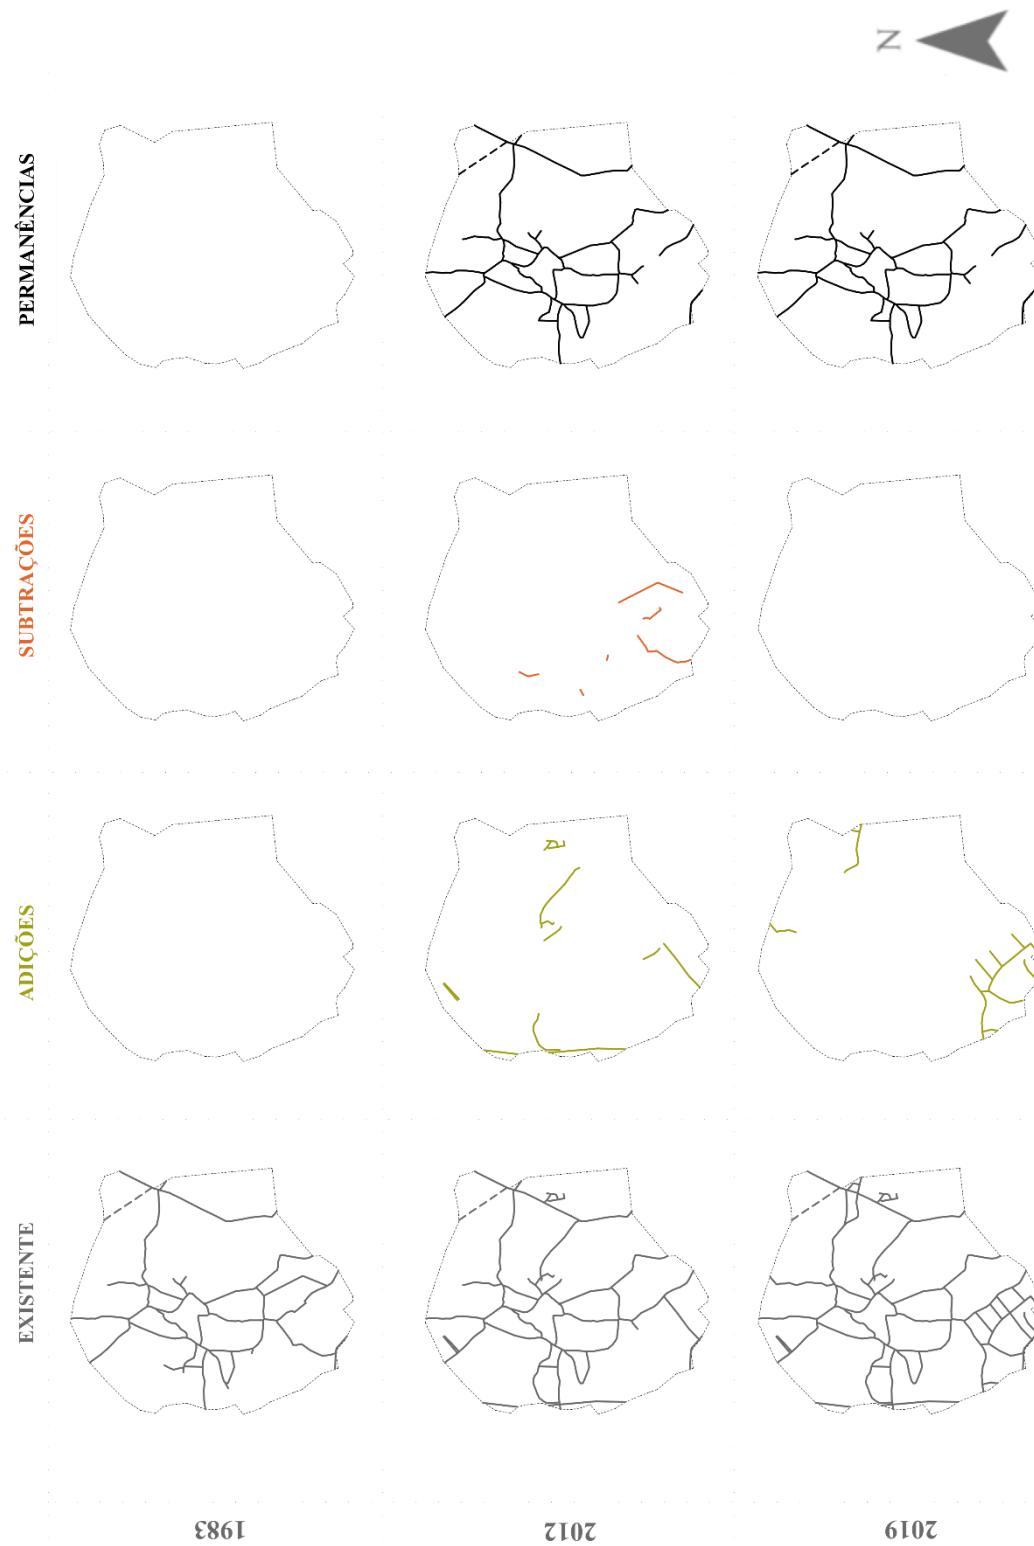 N
PERMANÊNCIAS
SUBTRAÇÕES
ADIÇÕES
EXISTENTE
1983
2012
2019